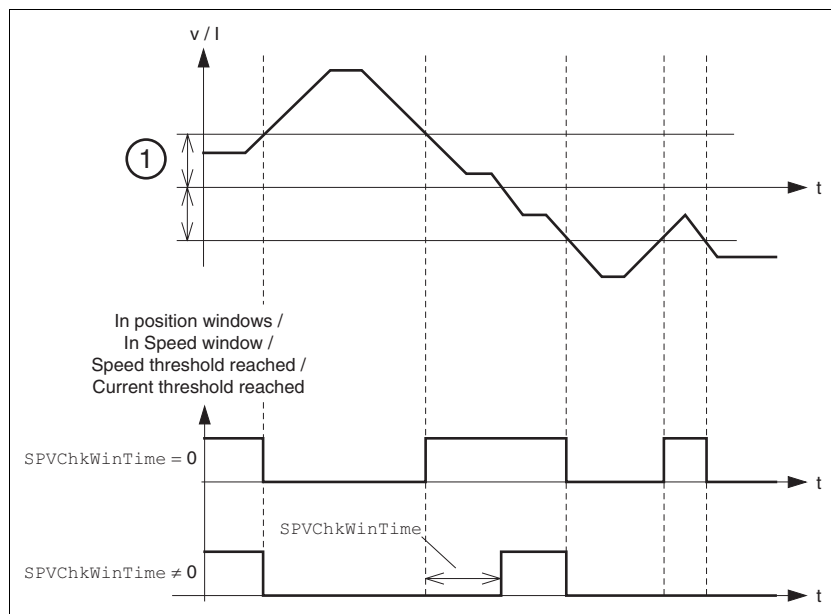 v / I
1
t
In position windows /
In Speed window /
Speed threshold reached /
Current threshold reached
SPVChkWinTime = 0
t
SPVChkWinTime
SPVChkWinTime ≠ 0
t